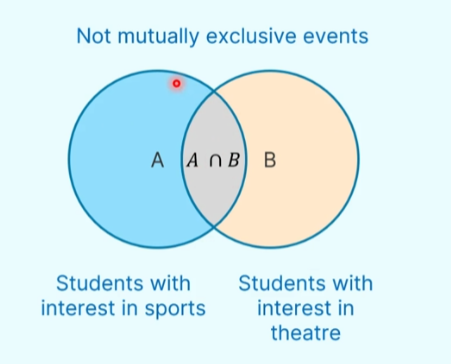 Not mutually exclusive events
A
A ∩ B
B
Students with
interest in sports
Students with
interest in
theatre